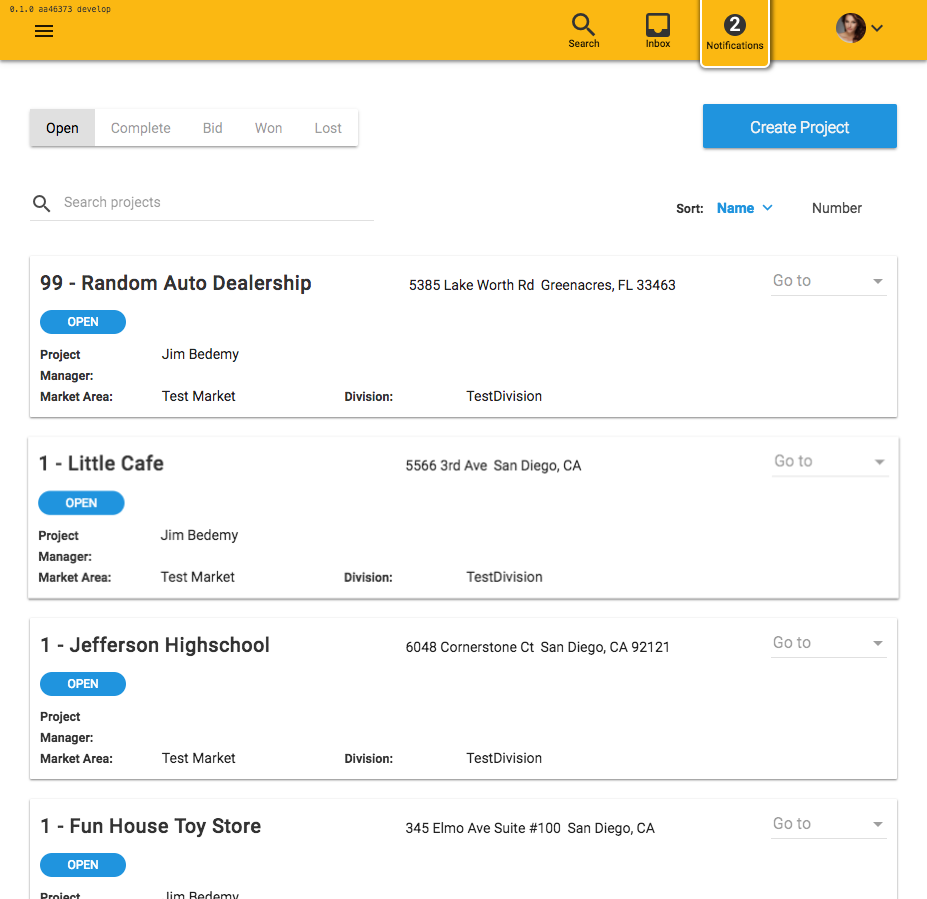 0.1.0 aa46373 develop
Search
Inbox
2
Notifications
Open Complete Bid Won Lost
Create Project
Search projects
Sort: Name Number
99 - Random Auto Dealership 5385 Lake Worth Rd Greenacres, FL 33463 Go to
OPEN
Project Jim Bedemy
Manager:
Market Area: Test Market Division: TestDivision
1 - Little Cafe 5566 3rd Ave San Diego, CA Go to
OPEN
Project Jim Bedemy
Manager:
Market Area: Test Market Division: TestDivision
1 - Jefferson Highschool 6048 Cornerstone Ct San Diego, CA 92121 Go to
OPEN
Project
Manager:
Market Area: Test Market Division: TestDivision
1 - Fun House Toy Store 345 Elmo Ave Suite #100 San Diego, CA Go to
OPEN
Project Jim Bedemy